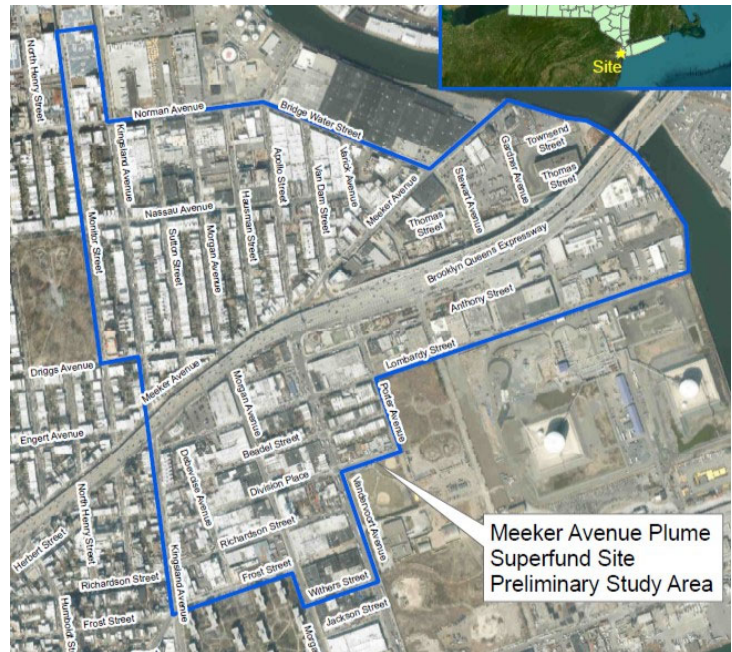 Site
North Henry Street
Norman Avenue
Bridge Water Street
Kingsland Avenue
Apollo Street
Van Dam Street
Varick Avenue
Meeker Avenue
Stewart Avenue
Gardner Avenue
Townsend
Street
Thomas
Street
Thomas
Street
Nassau Avenue
Monitor Street
Sutton Street
Morgan Avenue
Hausman Street
Brooklyn Queens Expressway
Anthony Street
Lombardy Street
Driggs Avenue
Meeker Avenue
Morgan Avenue
Porter Avenue
Engert Avenue
Beadel Street
Debevoise Avenue
Division Place
Vandervoort Avenue
North Henry Street
Herbert Street
Richardson Street
Meeker Avenue Plume
Superfund Site
Preliminary Study Area
Kingsland Avenue
Frost Street
Withers Street
Richardson Street
Jackson Street
Humboldt St
Frost Street
Morg